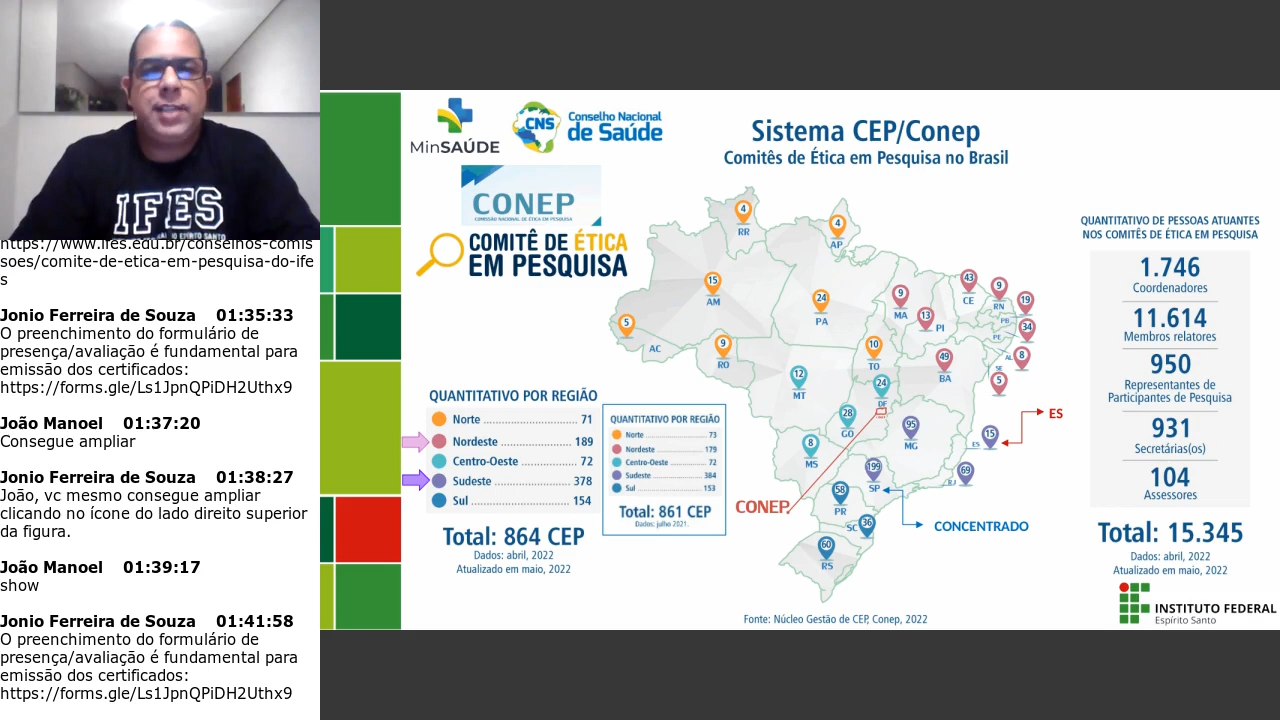 IFES
https://www.ifes.edu.br/conselhos-comis
soes/comite-de-etica-em-pesquisa-do-ife
s
Jonio Ferreira de Souza 01:35:33
O preenchimento do formulário de
presença/avaliação é fundamental para
emissão dos certificados:
https://forms.gle/Ls1JpnQPiDH2Uthx9
João Manoel 01:37:20
Consegue ampliar
Jonio Ferreira de Souza 01:38:27
João, vc mesmo consegue ampliar
clicando no ícone do lado direito superior
da figura.
João Manoel 01:39:17
show
Jonio Ferreira de Souza 01:41:58
O preenchimento do formulário de
presença/avaliação é fundamental para
emissão dos certificados:
https://forms.gle/Ls1JpnQPiDH2Uthx9
MinSAÚDE
CNS
Conselho Nacional
de Saúde
CONEP
COMISSÃO NACIONAL DE ÉTICA EM PESQUISA
COMITÊ DE ÉTICA
EM PESQUISA
Sistema CEP/Conep
Comitês de Ética em Pesquisa no Brasil
4
RR
4
AP
15
AM
24
PA
5
AC
9
RO
10
TO
9
MA
13
PI
43
CE
9
RN
19
PB
34
PE
8
AL
5
SE
49
BA
12
MT
24
DF
28
GO
8
MS
95
MG
15
ES
ES
69
RJ
199
SP
58
PR
36
SC
60
RS
CONEP
CONCENTRADO
QUANTITATIVO POR REGIÃO
Norte 71
Nordeste 189
Centro-Oeste 72
Sudeste 378
Sul 154
Total: 864 CEP
Dados: abril, 2022
Atualizado em maio, 2022
QUANTITATIVO POR REGIÃO
Norte 73
Nordeste 179
Centro-Oeste 72
Sudeste 384
Sul 153
Total: 861 CEP
Dados: julho 2021.
QUANTITATIVO DE PESSOAS ATUANTES
NOS COMITÊS DE ÉTICA EM PESQUISA
1.746
Coordenadores
11.614
Membros relatores
950
Representantes de
Participantes de Pesquisa
931
Secretárias(os)
104
Assessores
Total: 15.345
Dados: abril, 2022
Atualizado em maio, 2022
INSTITUTO FEDERAL
Espírito Santo
Fonte: Núcleo Gestão de CEP, Conep, 2022